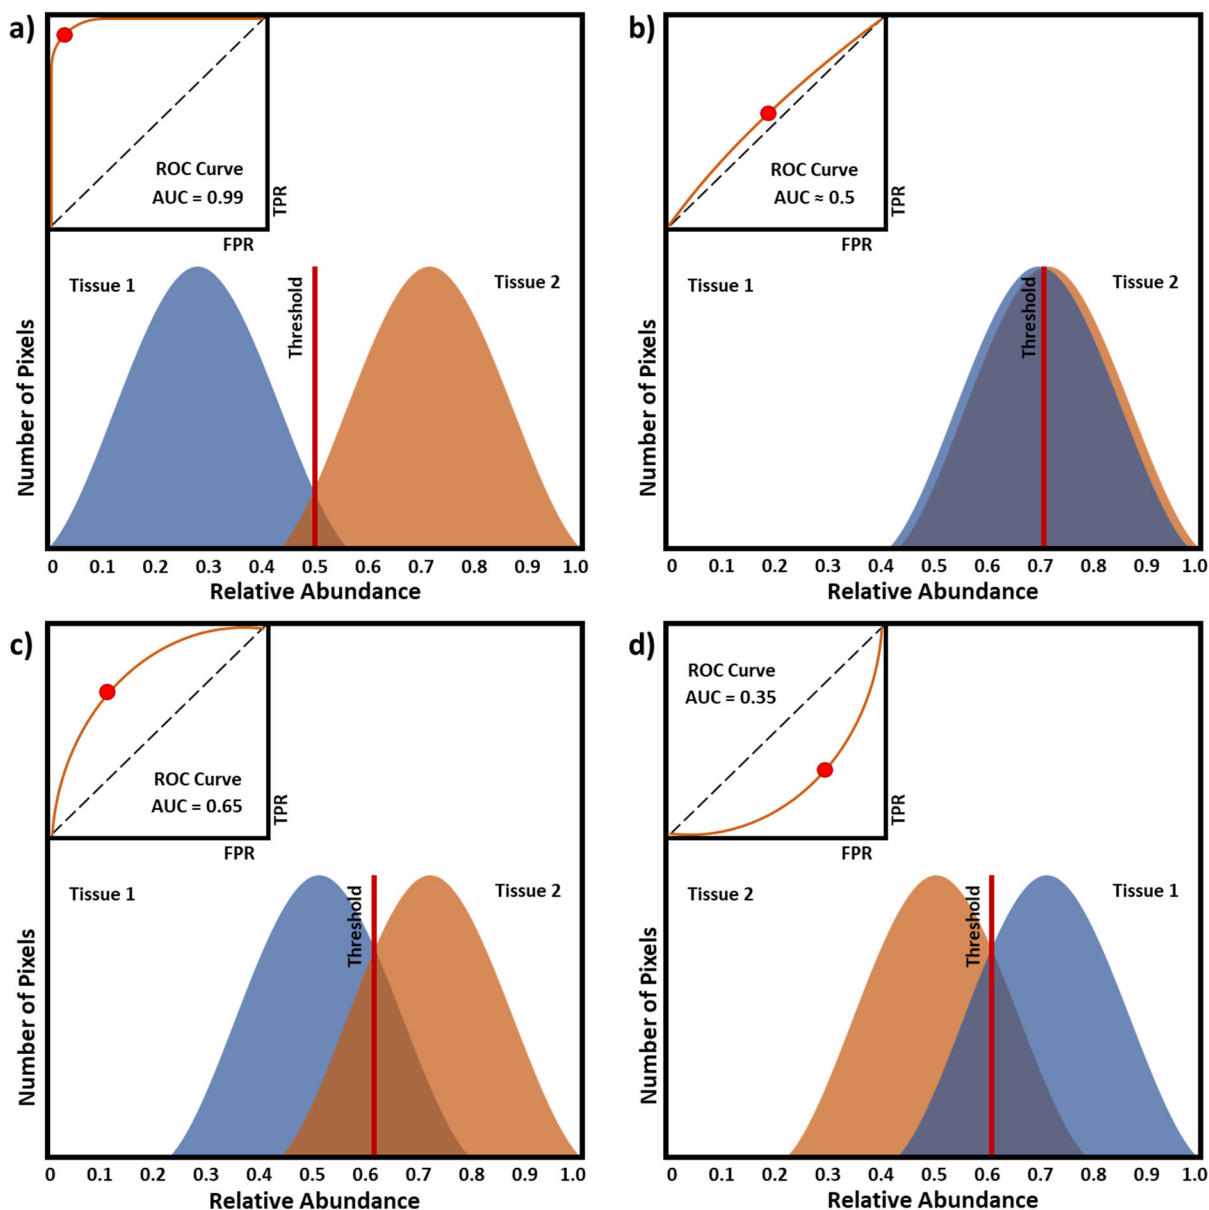 a)
ROC Curve
AUC = 0.99
TPR
FPR
Tissue 1
Threshold
Tissue 2
Number of Pixels
0 0.1 0.2 0.3 0.4 0.5 0.6 0.7 0.8 0.9 1.0
Relative Abundance
b)
ROC Curve
AUC ≈ 0.5
TPR
FPR
Tissue 1
Threshold
Tissue 2
Number of Pixels
0 0.1 0.2 0.3 0.4 0.5 0.6 0.7 0.8 0.9 1.0
Relative Abundance
c)
ROC Curve
AUC = 0.65
TPR
FPR
Tissue 1
Threshold
Tissue 2
Number of Pixels
0 0.1 0.2 0.3 0.4 0.5 0.6 0.7 0.8 0.9 1.0
Relative Abundance
d)
ROC Curve
AUC = 0.35
TPR
FPR
Tissue 2
Threshold
Tissue 1
Number of Pixels
0 0.1 0.2 0.3 0.4 0.5 0.6 0.7 0.8 0.9 1.0
Relative Abundance